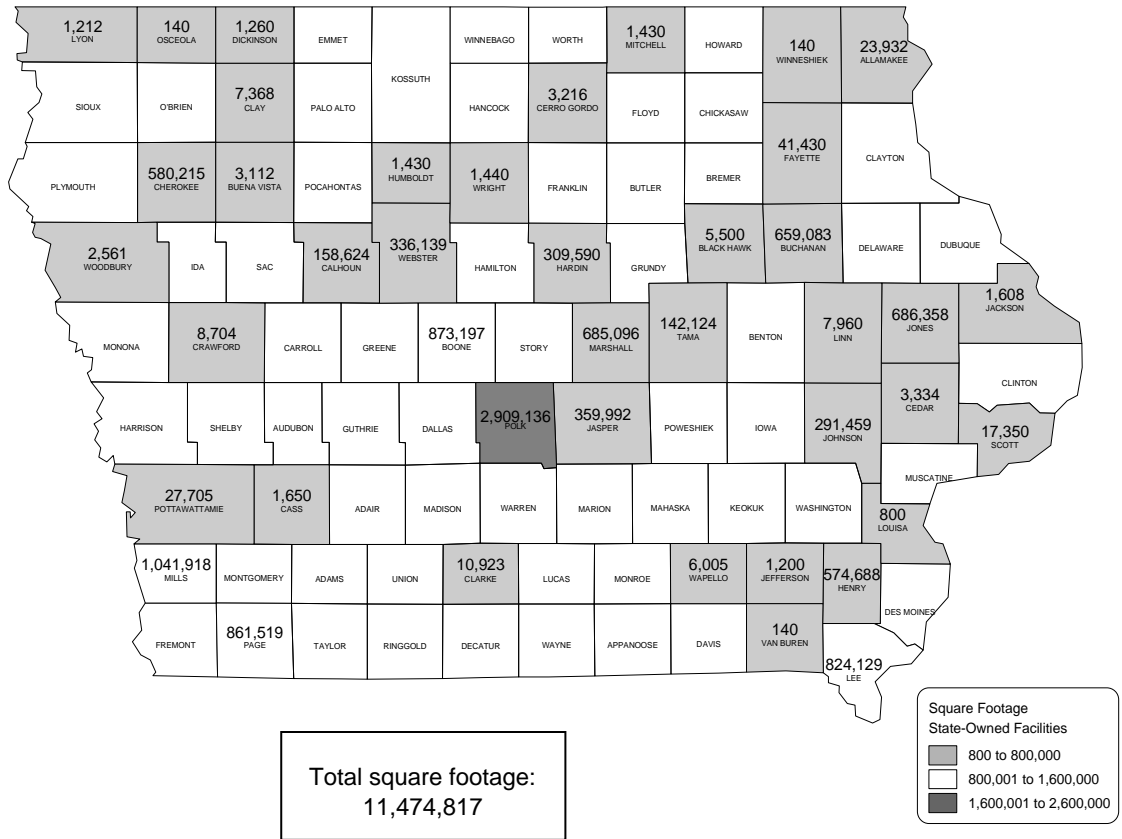 1,212
LYON
140
OSCEOLA
1,260
DICKINSON
EMMET
KOSSUTH
WINNEBAGO
WORTH
1,430
MITCHELL
HOWARD
140
WINNESHIEK
23,932
ALLAMAKEE
SIOUX
O'BRIEN
7,368
CLAY
PALO ALTO
HANCOCK
3,216
CERRO GORDO
FLOYD
CHICKASAW
41,430
FAYETTE
CLAYTON
PLYMOUTH
580,215
CHEROKEE
3,112
BUENA VISTA
POCAHONTAS
1,430
HUMBOLDT
1,440
WRIGHT
FRANKLIN
BUTLER
BREMER
2,561
WOODBURY
IDA
SAC
158,624
CALHOUN
336,139
WEBSTER
HAMILTON
309,590
HARDIN
GRUNDY
5,500
BLACK HAWK
659,083
BUCHANAN
DELAWARE
DUBUQUE
MONONA
8,704
CRAWFORD
CARROLL
GREENE
873,197
BOONE
STORY
685,096
MARSHALL
142,124
TAMA
BENTON
7,960
LINN
686,358
JONES
1,608
JACKSON
HARRISON
SHELBY
AUDUBON
GUTHRIE
DALLAS
2,909,136
POLK
359,992
JASPER
POWESHIEK
IOWA
291,459
JOHNSON
3,334
CEDAR
CLINTON
17,350
SCOTT
27,705
POTTAWATTAMIE
1,650
CASS
ADAIR
MADISON
WARREN
MARION
MAHASKA
KEOKUK
WASHINGTON
MUSCATINE
800
LOUISA
1,041,918
MILLS
MONTGOMERY
ADAMS
UNION
10,923
CLARKE
LUCAS
MONROE
6,005
WAPELLO
1,200
JEFFERSON
574,688
HENRY
DES MOINES
FREMONT
861,519
PAGE
TAYLOR
RINGGOLD
DECATUR
WAYNE
APPANOOSE
DAVIS
140
VAN BUREN
824,129
LEE
Square Footage
State-Owned Facilities
800 to 800,000
800,001 to 1,600,000
1,600,001 to 2,600,000
Total square footage:
11,474,817